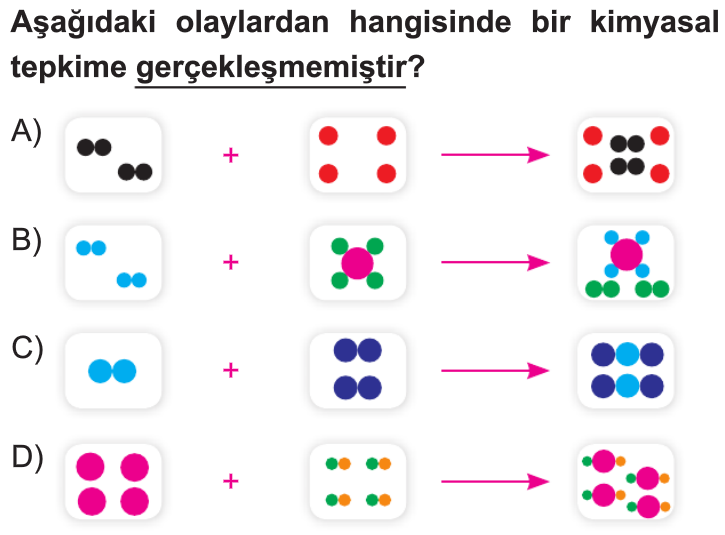 Aşağıdaki olaylardan hangisinde bir kimyasal
tepkime gerçekleşmemiştir?
A) +
B) +
C) +
D) +